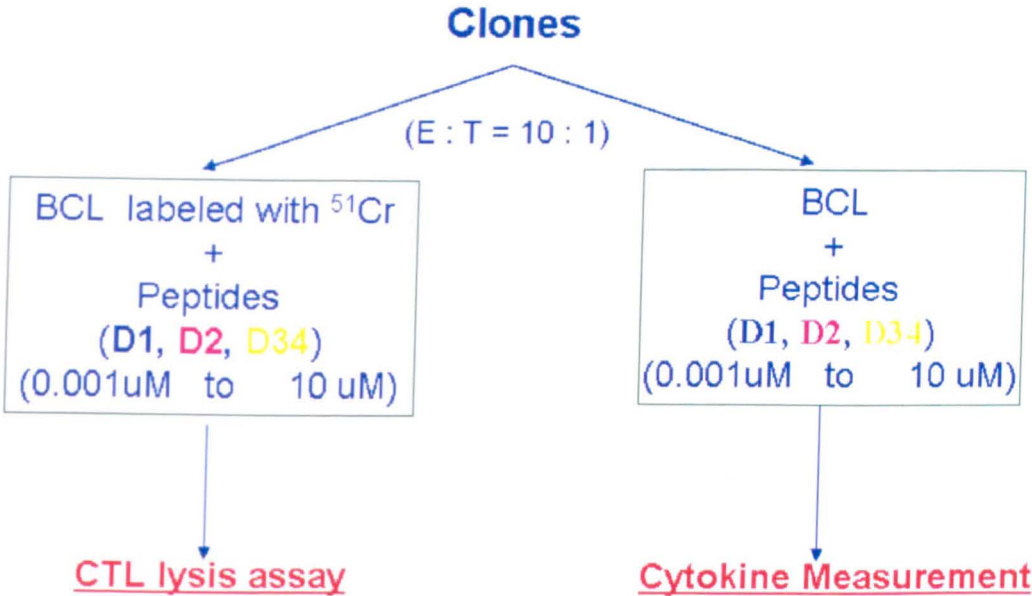 Clones
(E : T = 10 : 1)
BCL labeled with ⁵¹Cr
+
Peptides
(D1, D2, D34)
(0.001uM to 10 uM)
BCL
+
Peptides
(D1, D2, D34)
(0.001uM to 10 uM)
CTL lysis assay
Cytokine Measurement